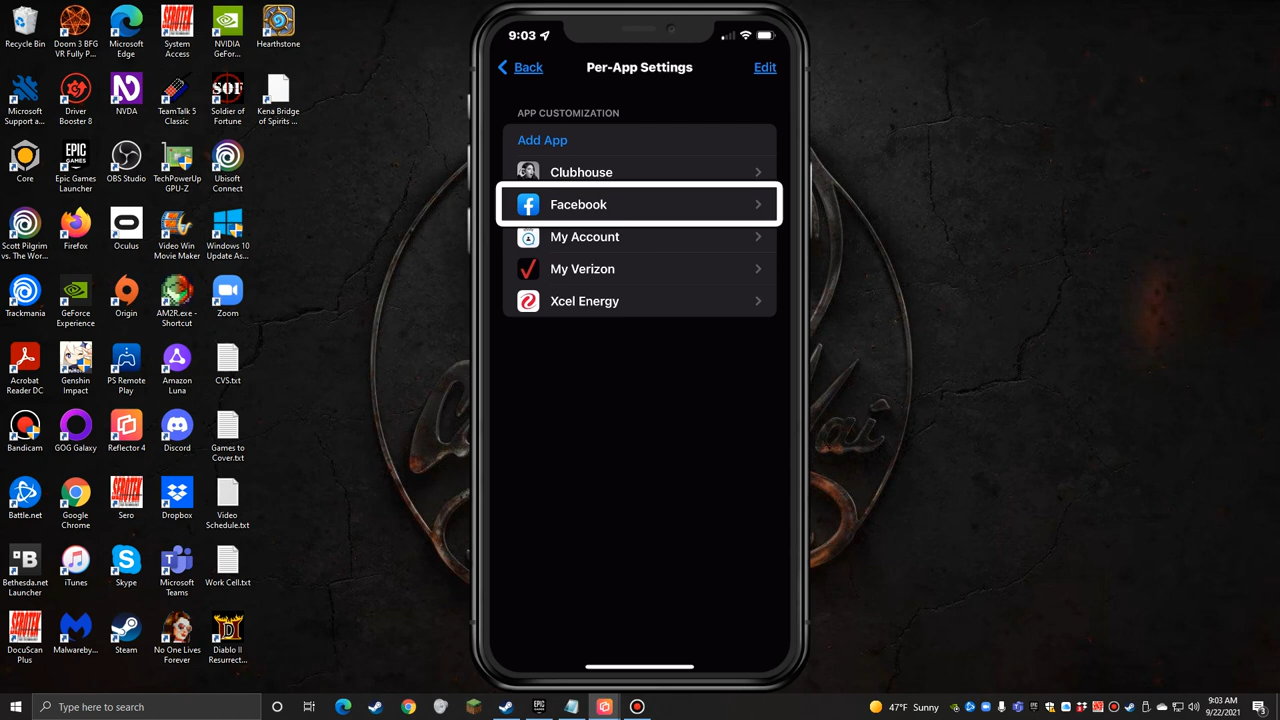 Recycle Bin
Doom 3 BFG
VR Fully P...
Microsoft
Edge
SEROTEK
System
Access
NVIDIA
GeFor...
Hearthstone
Microsoft
Support a...
Driver
Booster 8
NVDA
TeamTalk 5
Classic
SOF
Soldier of
Fortune
Kena Bridge
of Spirits ...
Core
EPIC
GAMES
Epic Games
Launcher
OBS Studio
TechPowerUp
GPU-Z
Ubisoft
Connect
Scott Pilgrim
vs. The Wor...
Firefox
Oculus
Video Win
Movie Maker
Windows 10
Update As...
Trackmania
GeForce
Experience
Origin
AM2R.exe -
Shortcut
Zoom
Acrobat
Reader DC
Genshin
Impact
PS Remote
Play
Amazon
Luna
CVS.txt
Bandicam
GOG Galaxy
Reflector 4
Discord
Games to
Cover.txt
Battle.net
Google
Chrome
SEROTEK
Sero
Dropbox
Video
Schedule.txt
B
Bethesda.net
Launcher
iTunes
Skype
Microsoft
Teams
Work Cell.txt
SEROTEK
DocuScan
Plus
Malwareby...
Steam
No One Lives
Forever
Diablo II
Resurrect...
9:03
Back
Per-App Settings
Edit
APP CUSTOMIZATION
Add App
Clubhouse
Facebook
My Account
My Verizon
Xcel Energy
Type here to search
47°F Sunny
9:03 AM
9/22/2021